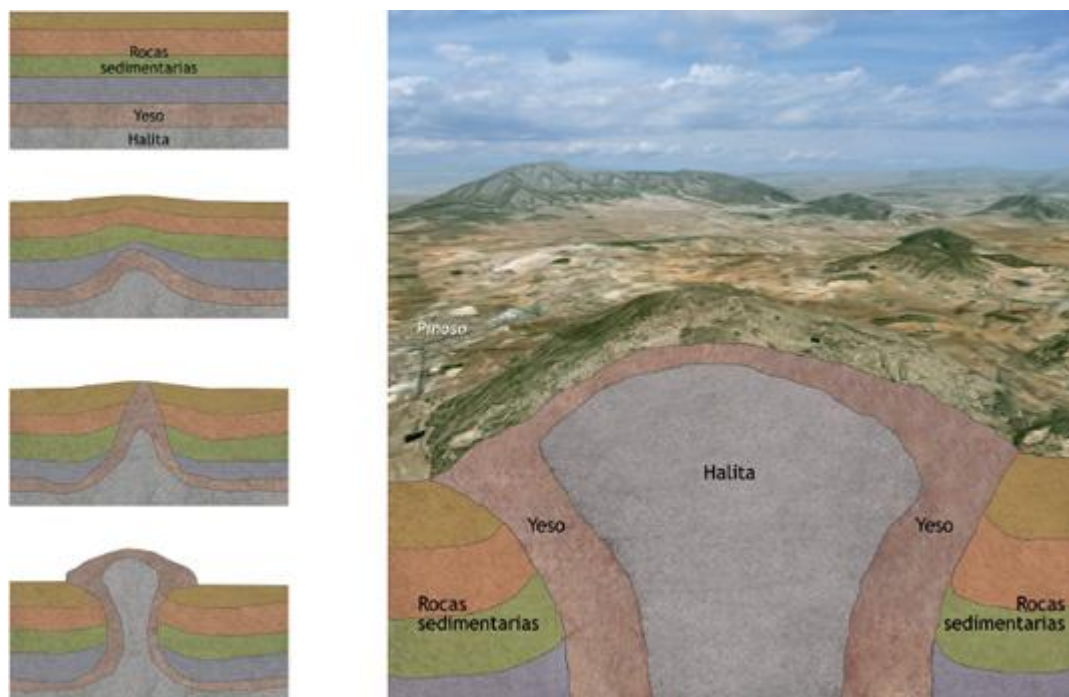 Rocas
sedimentarias
Yeso
Halita
Pinoso
Halita
Yeso
Yeso
Rocas
sedimentarias
Rocas
sedimentarias